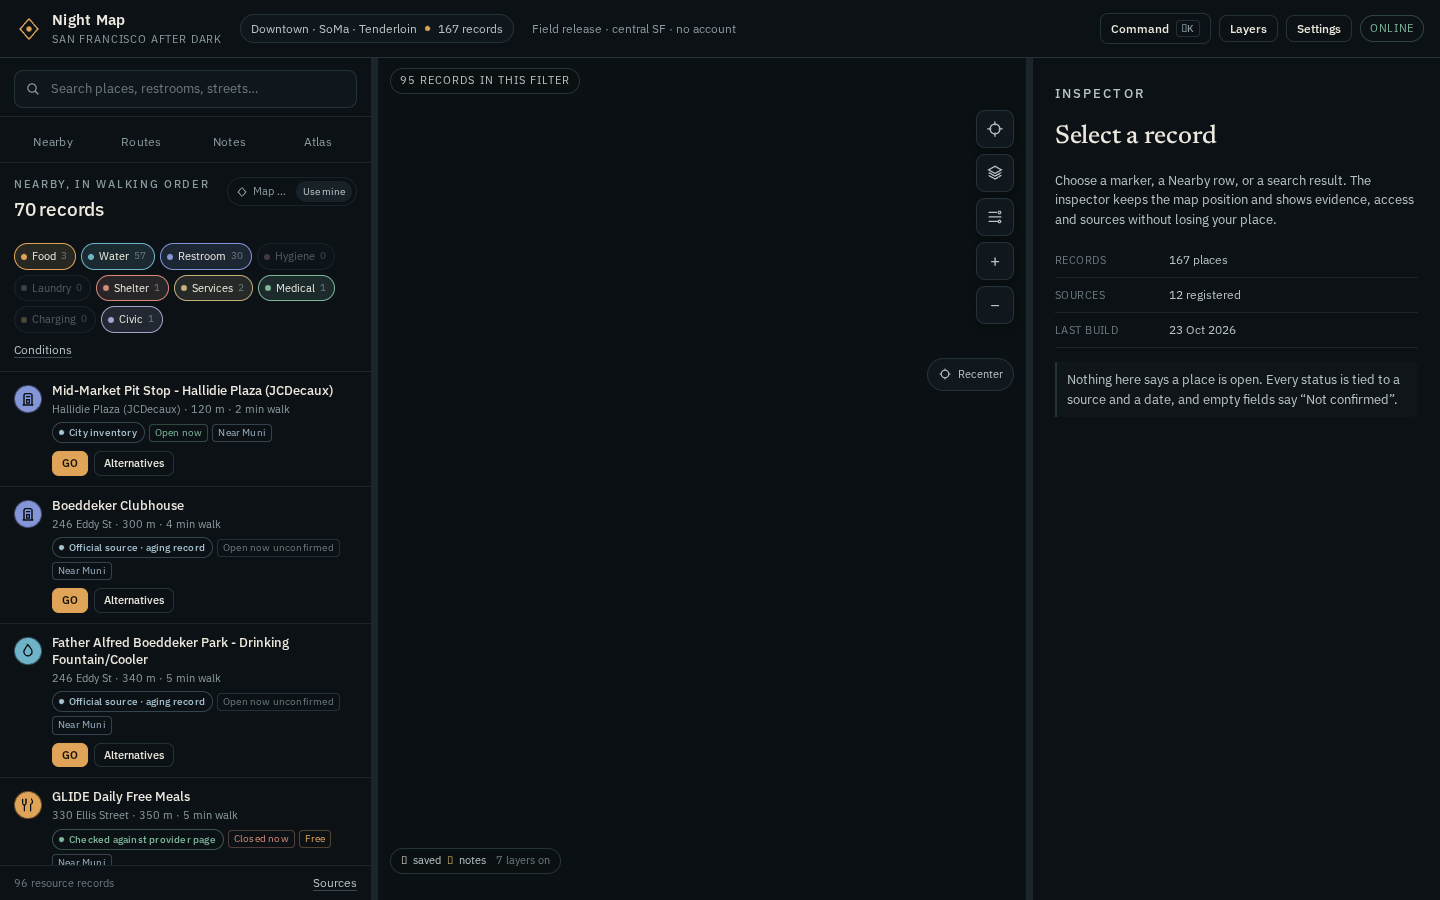 Night Map
SAN FRANCISCO AFTER DARK
Downtown · SoMa · Tenderloin • 167 records
Field release · central SF · no account
Command K
Layers
Settings
ONLINE
Search places, restrooms, streets...
Nearby
Routes
Notes
Atlas
NEARBY, IN WALKING ORDER
70 records
Map ...
Use mine
Food 3
Water 57
Restroom 30
Hygiene 0
Laundry 0
Shelter 1
Services 2
Medical 1
Charging 0
Civic 1
Conditions
Mid-Market Pit Stop - Hallidie Plaza (JCDecaux)
Hallidie Plaza (JCDecaux) · 120 m · 2 min walk
City inventory
Open now
Near Muni
GO
Alternatives
Boeddeker Clubhouse
246 Eddy St · 300 m · 4 min walk
Official source · aging record
Open now unconfirmed
Near Muni
GO
Alternatives
Father Alfred Boeddeker Park - Drinking
Fountain/Cooler
246 Eddy St · 340 m · 5 min walk
Official source · aging record
Open now unconfirmed
Near Muni
GO
Alternatives
GLIDE Daily Free Meals
330 Ellis Street · 350 m · 5 min walk
Checked against provider page
Closed now
Free
Near Muni
96 resource records
Sources
95 RECORDS IN THIS FILTER
+
−
Recenter
saved
notes
7 layers on
INSPECTOR
Select a record
Choose a marker, a Nearby row, or a search result. The
inspector keeps the map position and shows evidence, access
and sources without losing your place.
RECORDS 167 places
SOURCES 12 registered
LAST BUILD 23 Oct 2026
Nothing here says a place is open. Every status is tied to a
source and a date, and empty fields say “Not confirmed”.